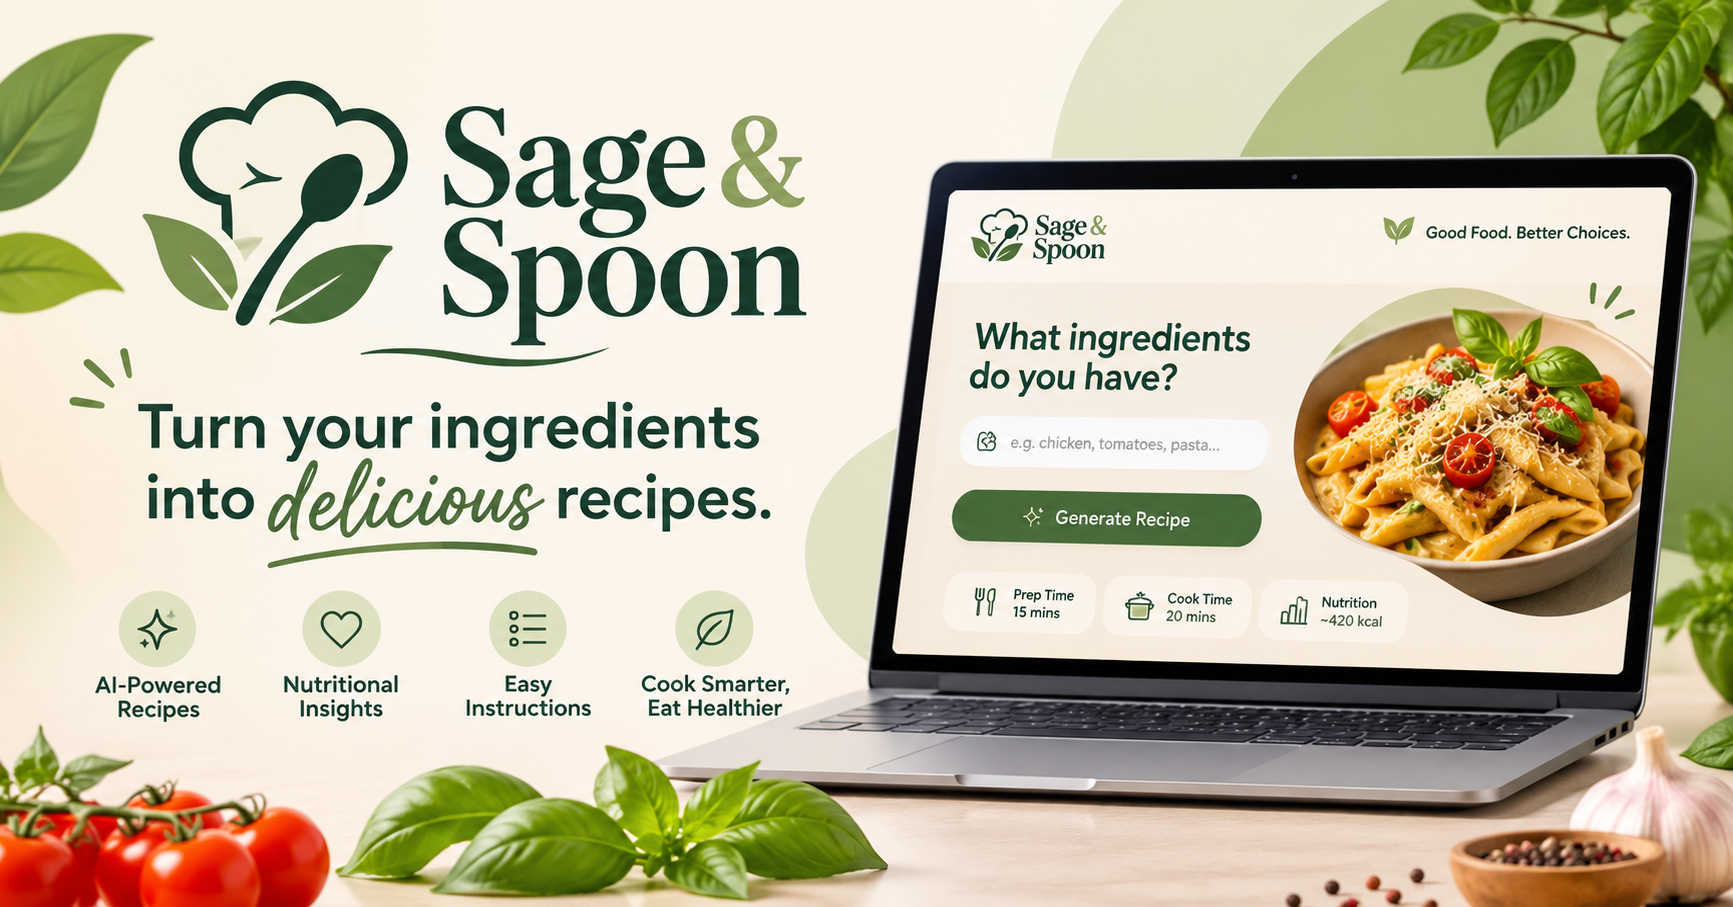 Sage &
Spoon
Turn your ingredients
into delicious recipes.
AI-Powered
Recipes
Nutritional
Insights
Easy
Instructions
Cook Smarter,
Eat Healthier
Sage &
Spoon
Good Food. Better Choices.
What ingredients
do you have?
e.g. chicken, tomatoes, pasta...
Generate Recipe
Prep Time
15 mins
Cook Time
20 mins
Nutrition
~420 kcal